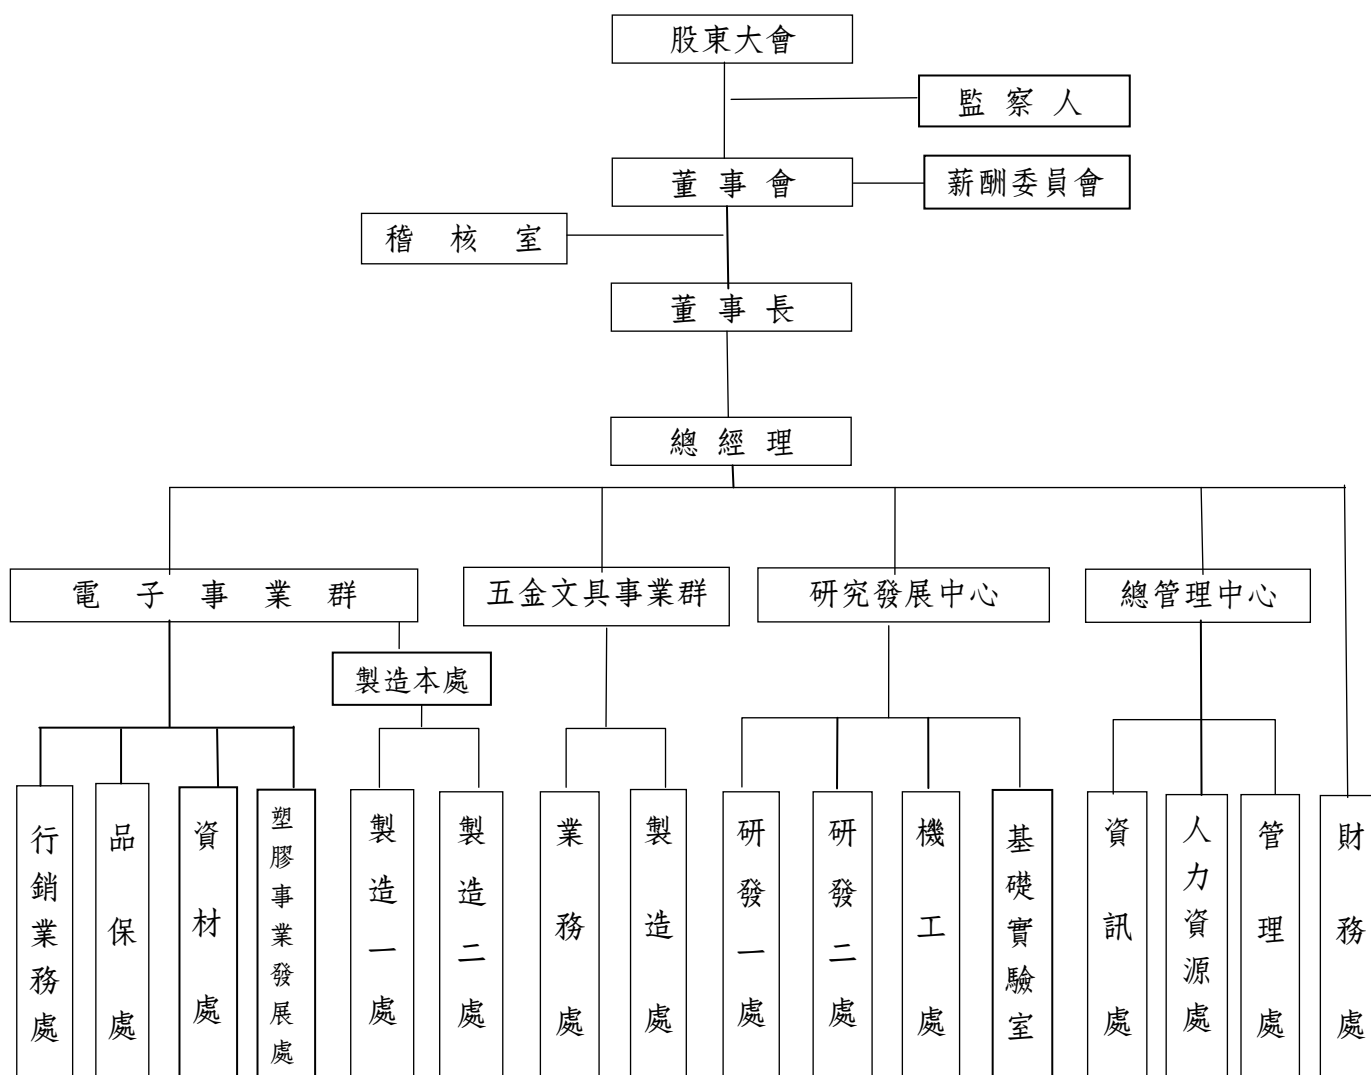 股東大會
監察人
董事會
薪酬委員會
稽核室
董事長
總經理
電子事業群
五金文具事業群
研究發展中心
總管理中心
製造本處
行銷業務處
品保處
資材處
塑膠事業發展處
製造一處
製造二處
業務處
製造處
研發一處
研發二處
機工處
基礎實驗室
資訊處
人力資源處
管理處
財務處